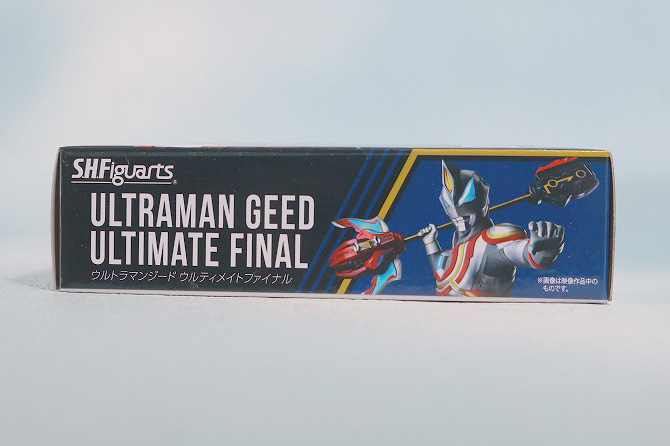 S.H.Figuarts®
ULTRAMAN GEED
ULTIMATE FINAL
ウルトラマンジード ウルティメイトファイナル
※画像は映像作品中の
ものです。